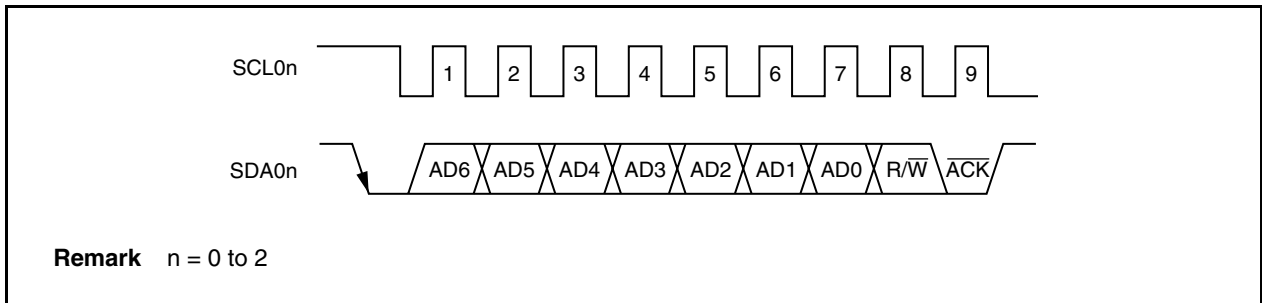 SCL0n 1 2 3 4 5 6 7 8 9
SDA0n AD6 AD5 AD4 AD3 AD2 AD1 AD0 R/W̅ A̅C̅K̅
Remark n = 0 to 2